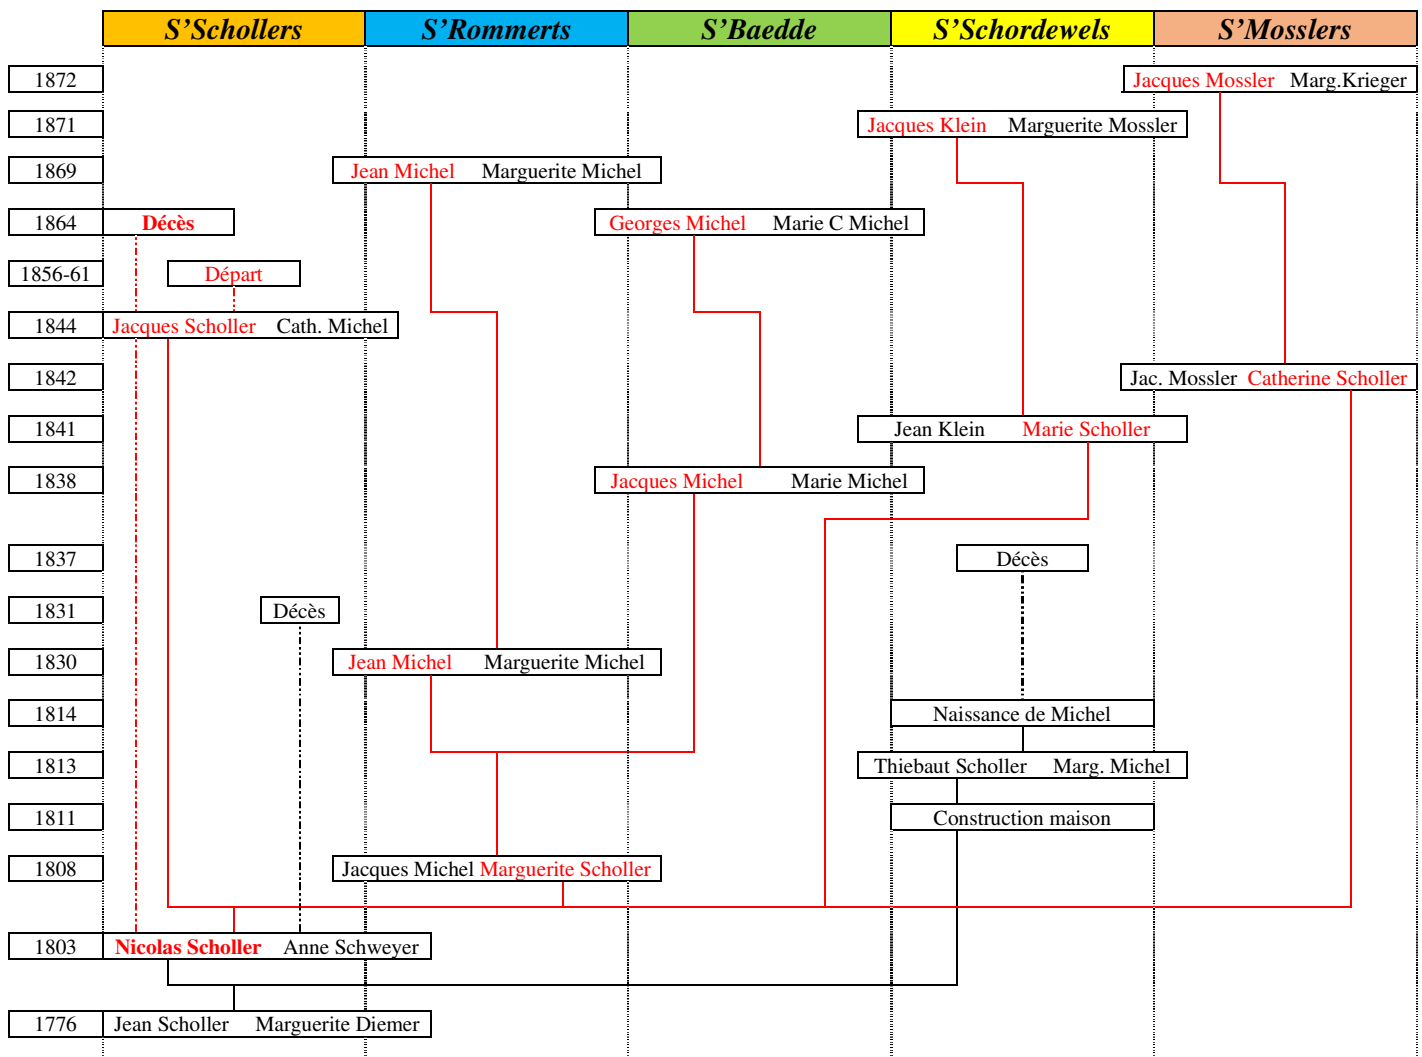 S’Schollers S’Rommerts S’Baedde S’Schordewels S’Mosslers
1872 Jacques Mossler Marg.Krieger
1871 Jacques Klein Marguerite Mossler
1869 Jean Michel Marguerite Michel
1864 Décès Georges Michel Marie C Michel
1856-61 Départ
1844 Jacques Scholler Cath. Michel
1842 Jac. Mossler Catherine Scholler
1841 Jean Klein Marie Scholler
1838 Jacques Michel Marie Michel
1837 Décès
1831 Décès
1830 Jean Michel Marguerite Michel
1814 Naissance de Michel
1813 Thiebaut Scholler Marg. Michel
1811 Construction maison
1808 Jacques Michel Marguerite Scholler
1803 Nicolas Scholler Anne Schweyer
1776 Jean Scholler Marguerite Diemer